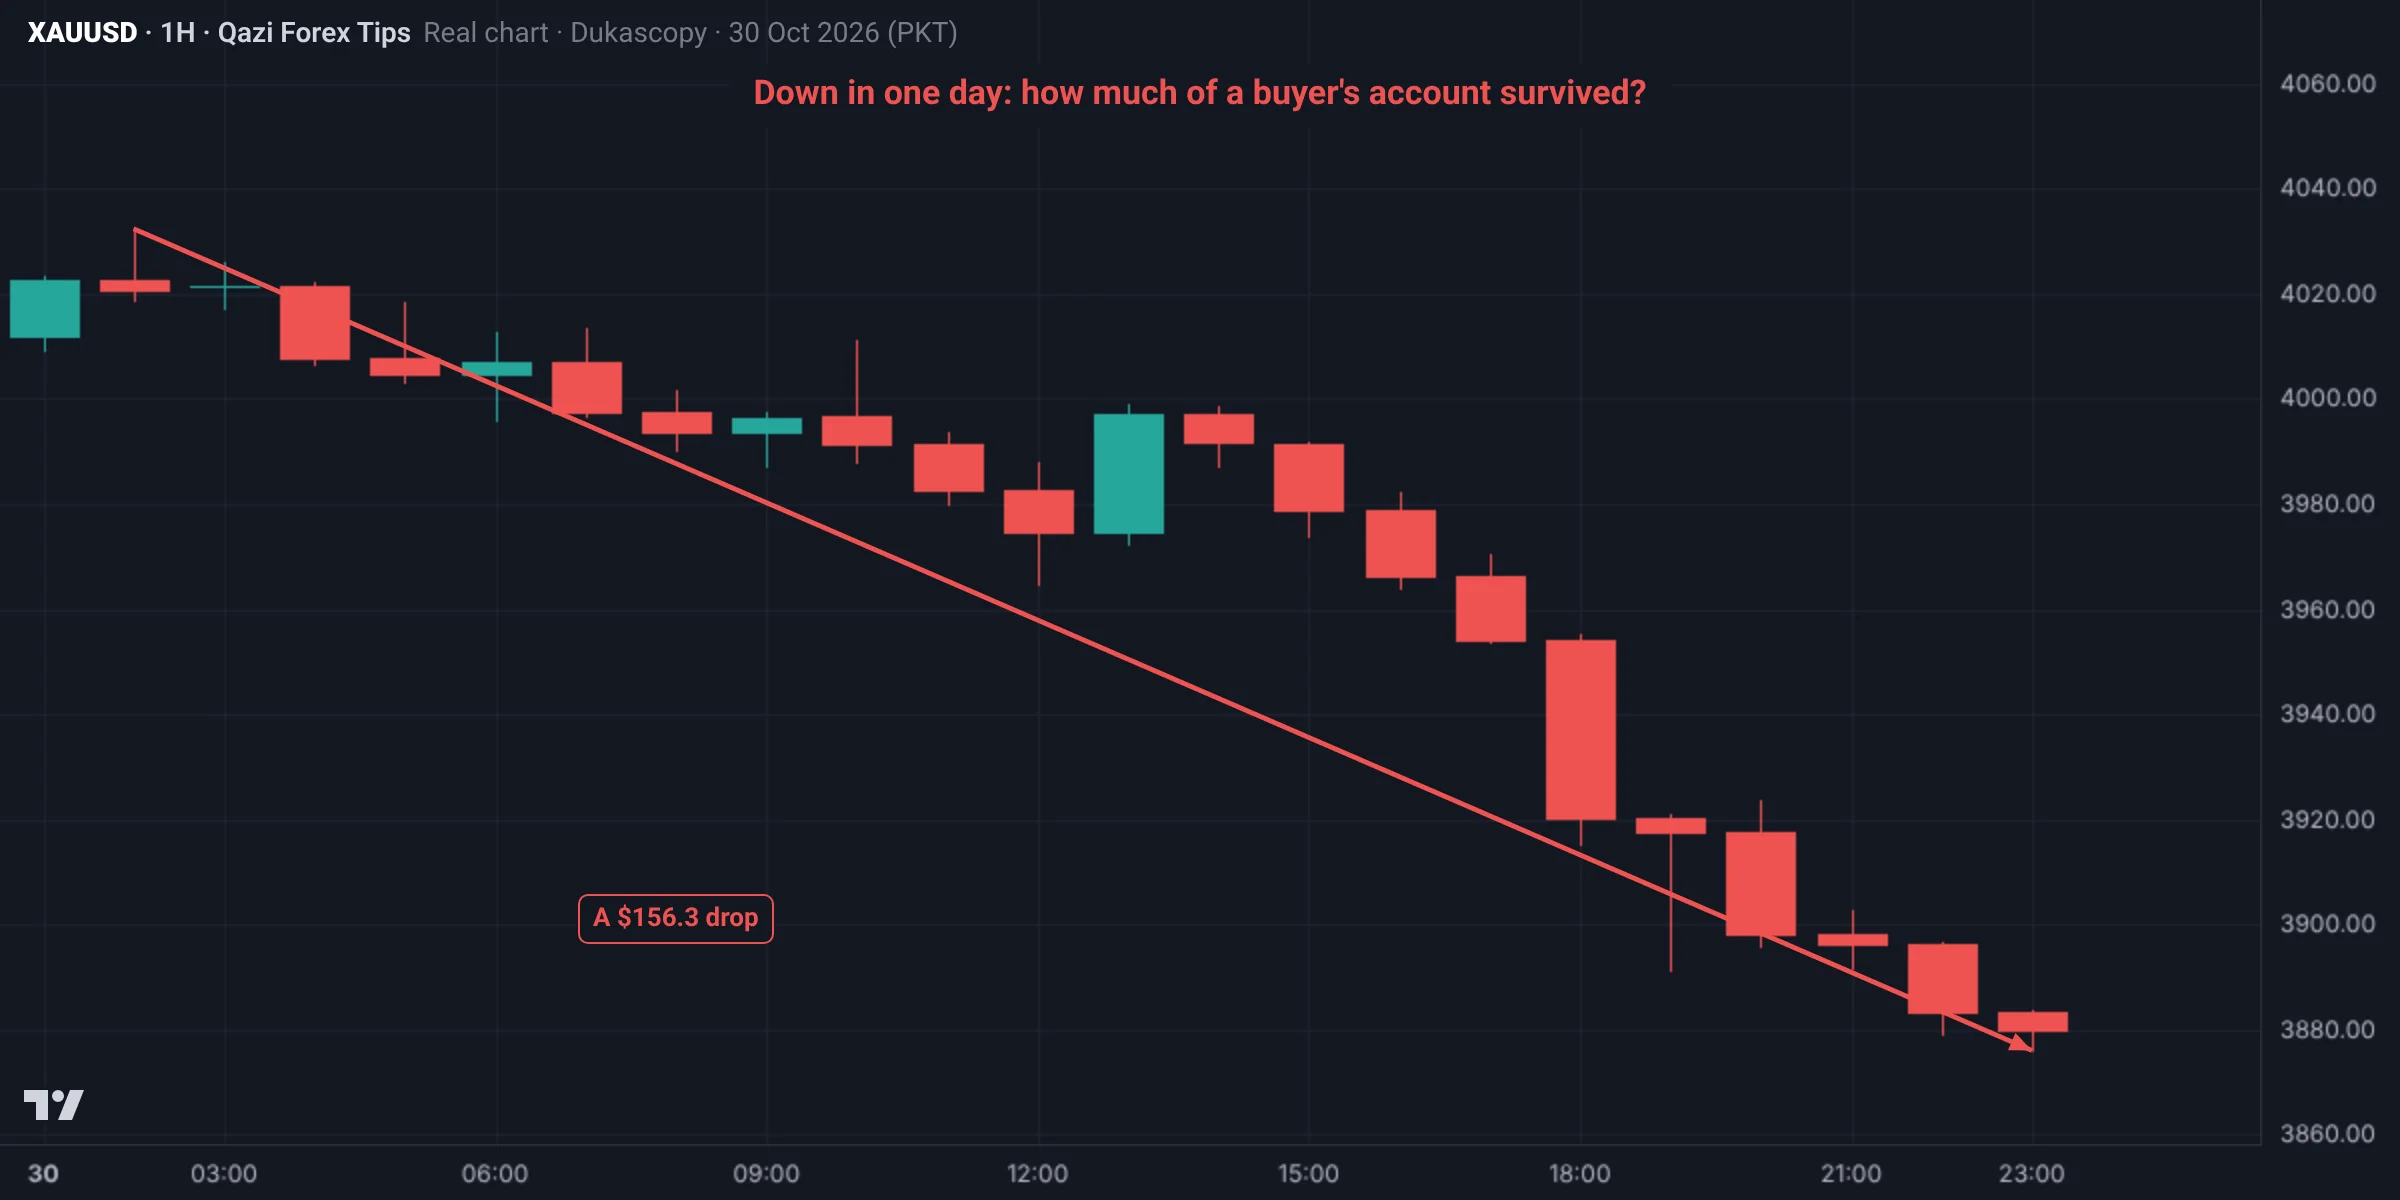 XAUUSD · 1H · Qazi Forex Tips Real chart · Dukascopy · 30 Oct 2026 (PKT)
Down in one day: how much of a buyer's account survived?
4060.00
4040.00
4020.00
4000.00
3980.00
3960.00
3940.00
3920.00
A $156.3 drop
3900.00
3880.00
3860.00
30 03:00 06:00 09:00 12:00 15:00 18:00 21:00 23:00